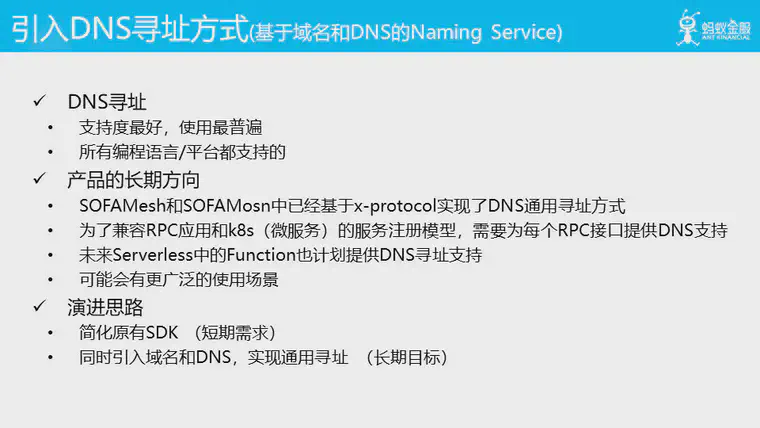 引入DNS寻址方式(基于域名和DNS的Naming Service)
蚂蚁金服
ANT FINANCIAL
✓ DNS寻址
• 支持度最好，使用最普遍
• 所有编程语言/平台都支持的
✓ 产品的长期方向
• SOFAMesh和SOFAMosn中已经基于x-protocol实现了DNS通用寻址方式
• 为了兼容RPC应用和k8s（微服务）的服务注册模型，需要为每个RPC接口提供DNS支持
• 未来Serverless中的Function也计划提供DNS寻址支持
• 可能会有更广泛的使用场景
✓ 演进思路
• 简化原有SDK （短期需求）
• 同时引入域名和DNS，实现通用寻址 （长期目标）